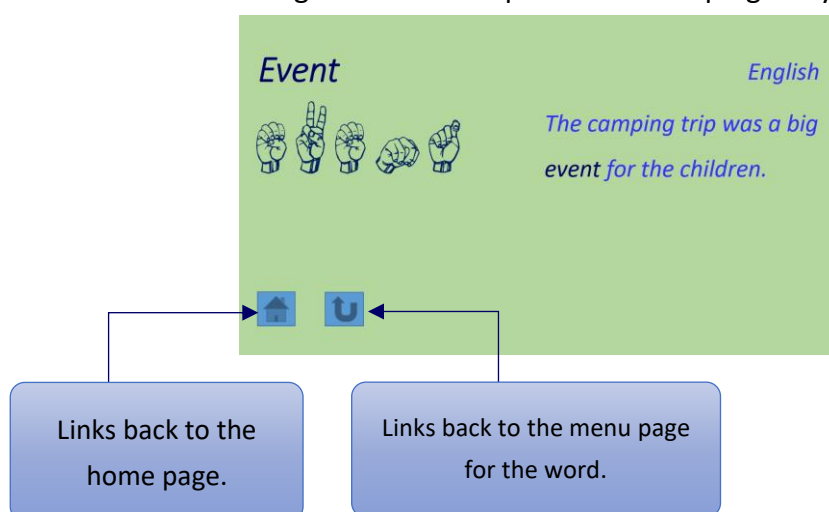 Event
English
The camping trip was a big
event for the children.
Links back to the
home page.
Links back to the menu page
for the word.